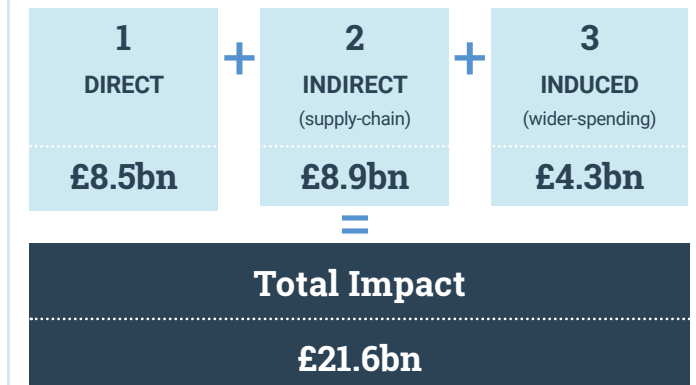 1 + 2 + 3
DIRECT INDIRECT INDUCED
(supply-chain) (wider-spending)
£8.5bn £8.9bn £4.3bn
=
Total Impact
£21.6bn